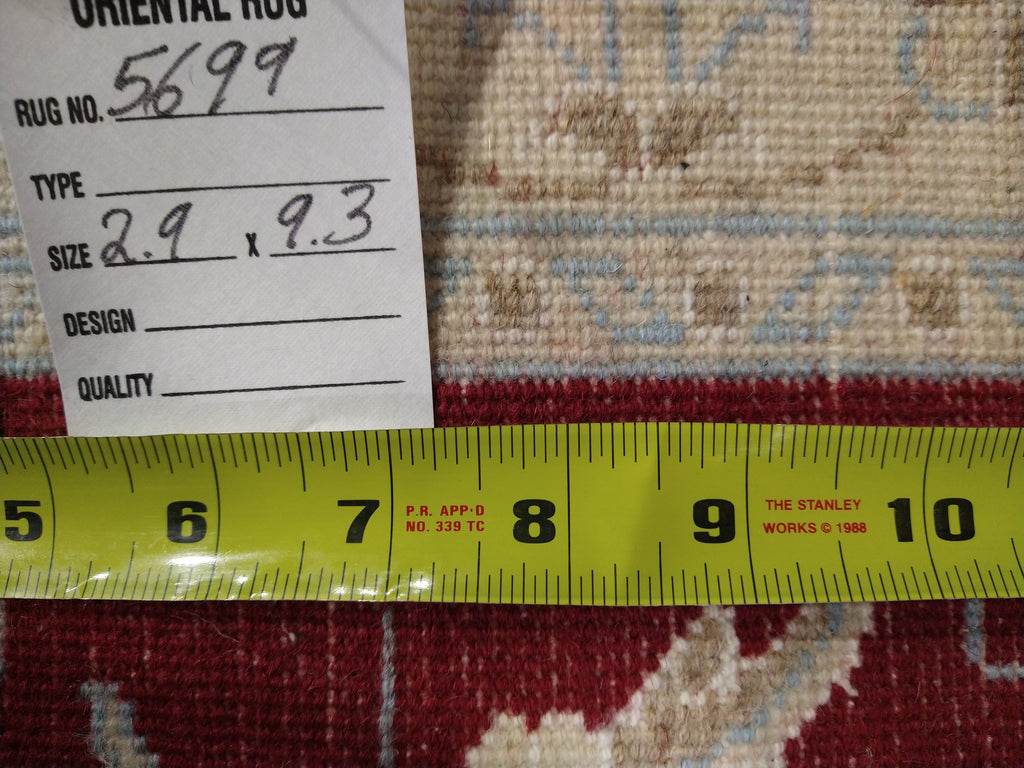 ORIENTAL RUG
RUG NO. 5699
TYPE
SIZE 2.9 X 9.3
DESIGN
QUALITY
5 6 7 P.R. APP'D 8 9 THE STANLEY 10
NO. 339 TC WORKS © 1988